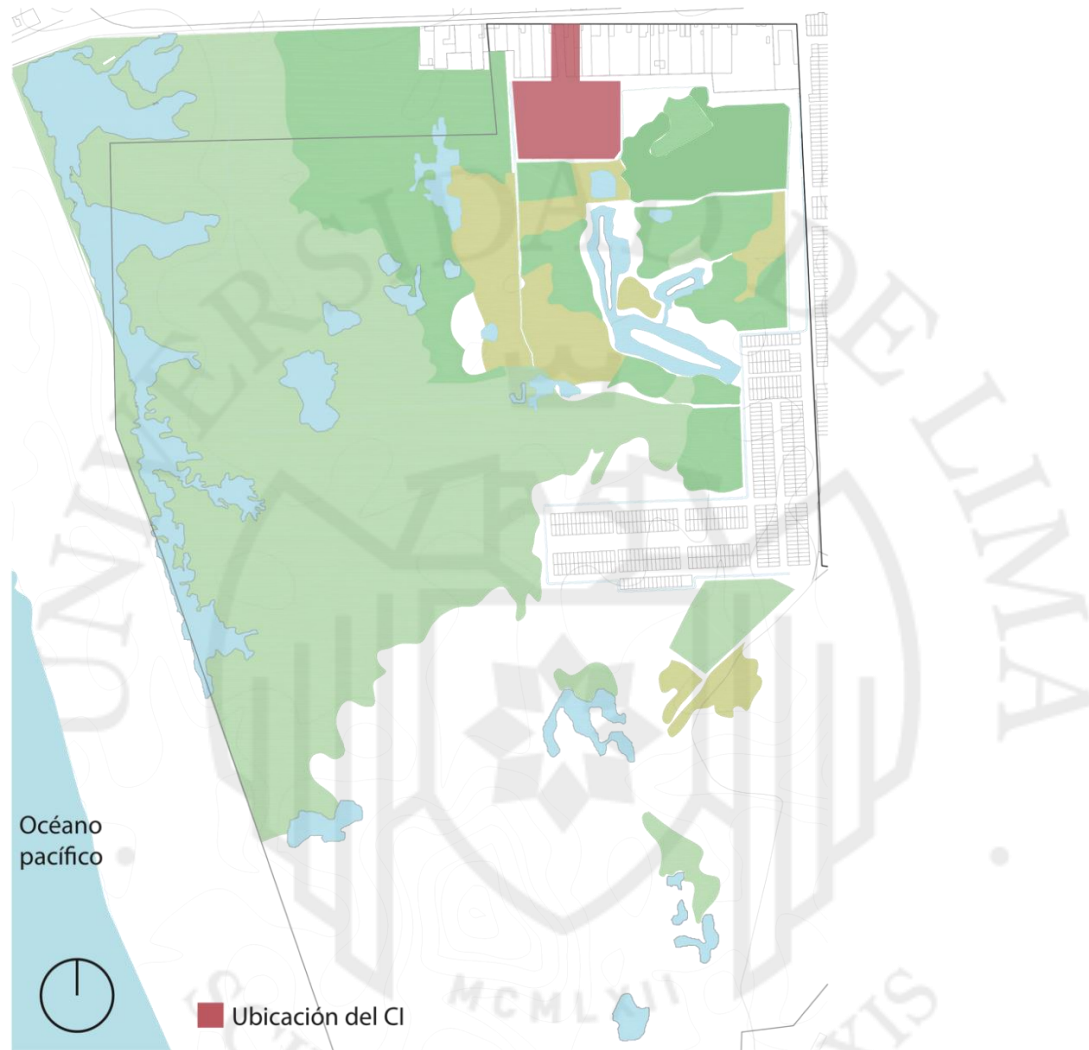 UNIVERSIDAD DE LIMA
Océano
pacífico
Ubicación del CI
MCMLXII